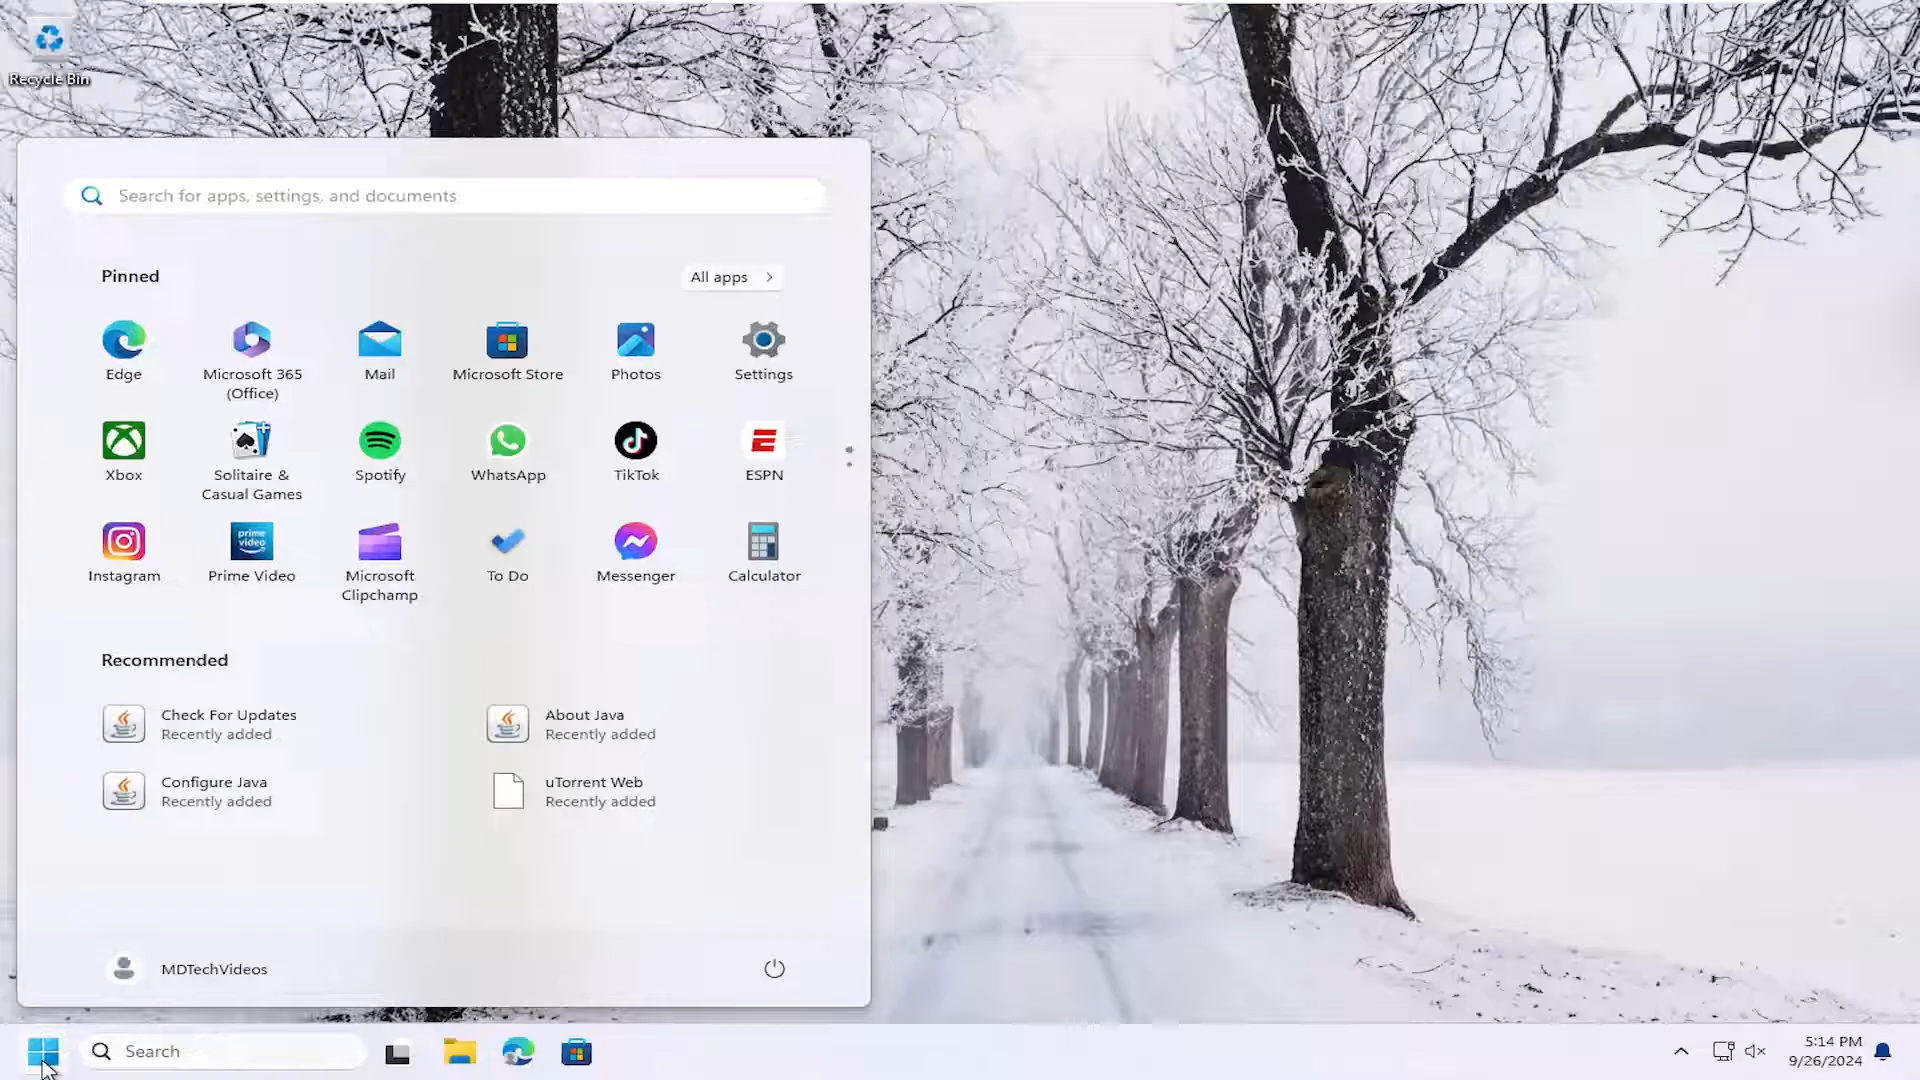 Recycle Bin
Search for apps, settings, and documents
Pinned
All apps
Edge
Microsoft 365
(Office)
Mail
Microsoft Store
Photos
Settings
Xbox
Solitaire &
Casual Games
Spotify
WhatsApp
TikTok
ESPN
Instagram
prime
video
Prime Video
Microsoft
Clipchamp
To Do
Messenger
Calculator
Recommended
Check For Updates
Recently added
About Java
Recently added
Configure Java
Recently added
uTorrent Web
Recently added
MDTechVideos
Search
5:14 PM
9/26/2024